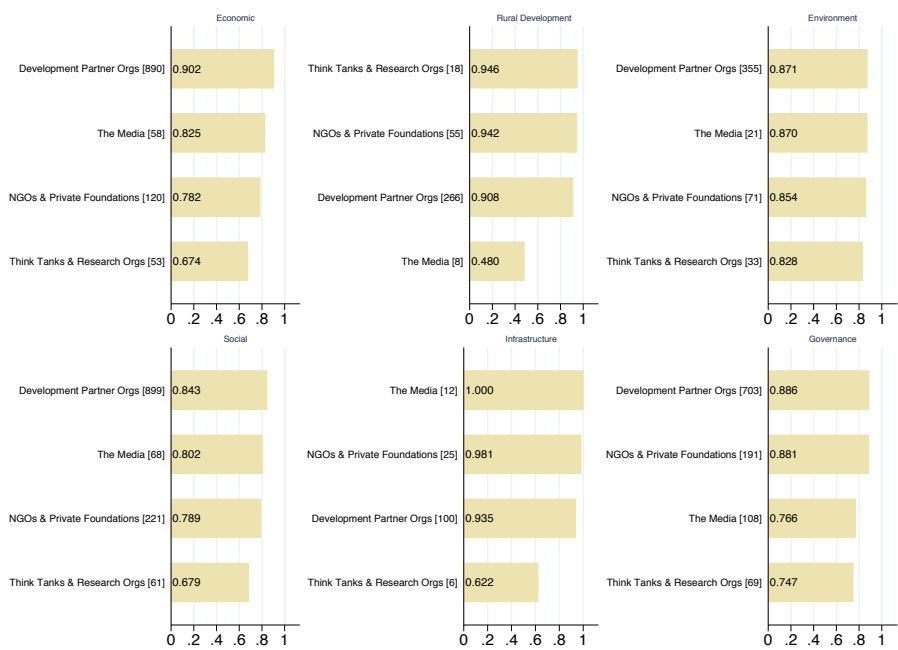 Economic
Development Partner Orgs [890] 0.902
The Media [58] 0.825
NGOs & Private Foundations [120] 0.782
Think Tanks & Research Orgs [53] 0.674
0 .2 .4 .6 .8 1
Rural Development
Think Tanks & Research Orgs [18] 0.946
NGOs & Private Foundations [55] 0.942
Development Partner Orgs [266] 0.908
The Media [8] 0.480
0 .2 .4 .6 .8 1
Environment
Development Partner Orgs [355] 0.871
The Media [21] 0.870
NGOs & Private Foundations [71] 0.854
Think Tanks & Research Orgs [33] 0.828
0 .2 .4 .6 .8 1
Social
Development Partner Orgs [899] 0.843
The Media [68] 0.802
NGOs & Private Foundations [221] 0.789
Think Tanks & Research Orgs [61] 0.679
0 .2 .4 .6 .8 1
Infrastructure
The Media [12] 1.000
NGOs & Private Foundations [25] 0.981
Development Partner Orgs [100] 0.935
Think Tanks & Research Orgs [6] 0.622
0 .2 .4 .6 .8 1
Governance
Development Partner Orgs [703] 0.886
NGOs & Private Foundations [191] 0.881
The Media [108] 0.766
Think Tanks & Research Orgs [69] 0.747
0 .2 .4 .6 .8 1